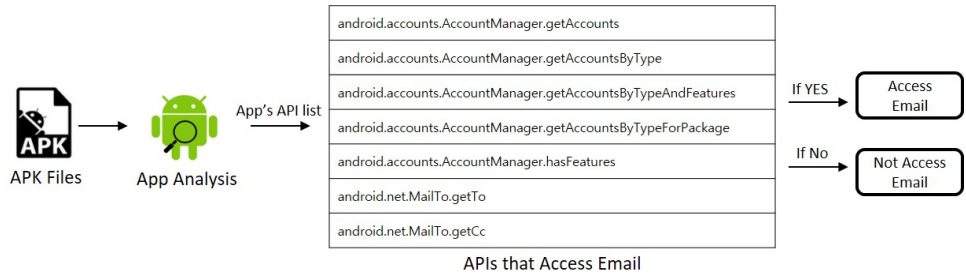 android.accounts.AccountManager.getAccounts
android.accounts.AccountManager.getAccountsByType
android.accounts.AccountManager.getAccountsByTypeAndFeatures
android.accounts.AccountManager.getAccountsByTypeForPackage
android.accounts.AccountManager.hasFeatures
android.net.MailTo.getTo
android.net.MailTo.getCc
APIs that Access Email
APK
APK Files
App Analysis
App's API list
If YES
Access
Email
If No
Not Access
Email